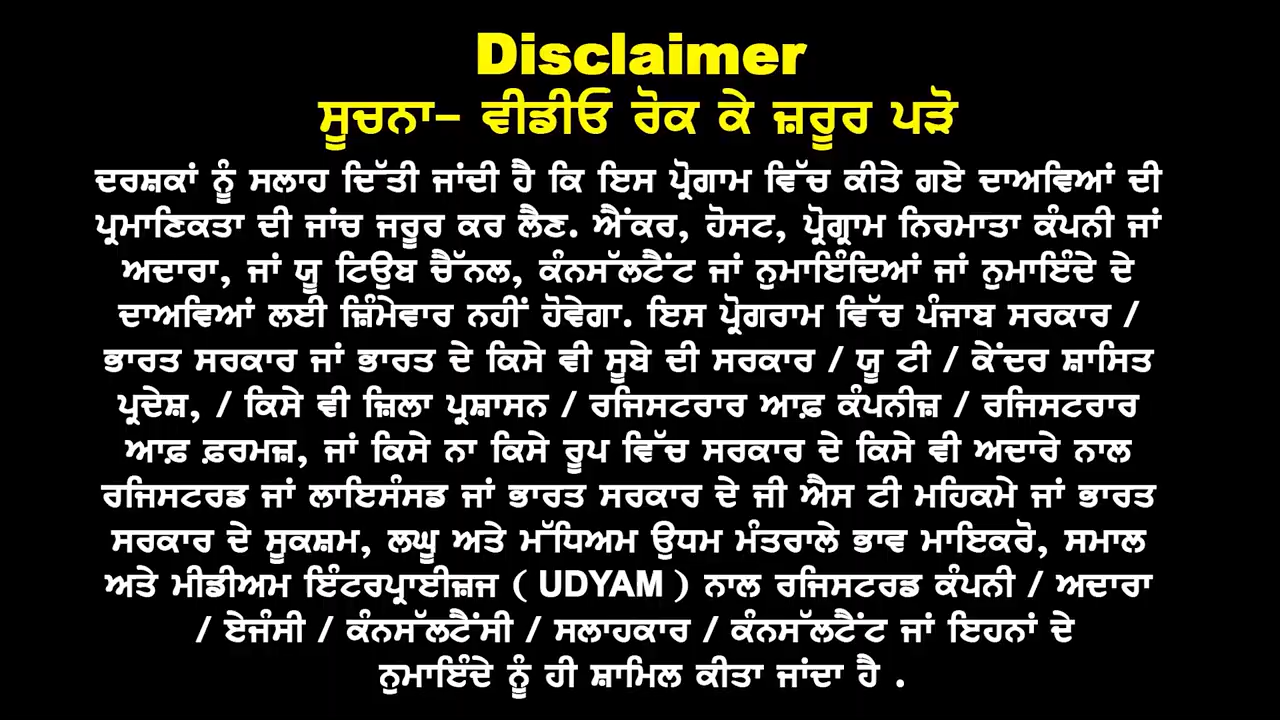 Disclaimer
ਸੂਚਨਾ- ਵੀਡੀਓ ਰੋਕ ਕੇ ਜ਼ਰੂਰ ਪੜੋ
ਦਰਸ਼ਕਾਂ ਨੂੰ ਸਲਾਹ ਦਿੱਤੀ ਜਾਂਦੀ ਹੈ ਕਿ ਇਸ ਪ੍ਰੋਗਾਮ ਵਿੱਚ ਕੀਤੇ ਗਏ ਦਾਅਵਿਆਂ ਦੀ
ਪ੍ਰਮਾਣਿਕਤਾ ਦੀ ਜਾਂਚ ਜਰੂਰ ਕਰ ਲੈਣ. ਐਂਕਰ, ਹੋਸਟ, ਪ੍ਰੋਗ੍ਰਾਮ ਨਿਰਮਾਤਾ ਕੰਪਨੀ ਜਾਂ
ਅਦਾਰਾ, ਜਾਂ ਯੂ ਟਿਉਬ ਚੈੱਨਲ, ਕੰਨਸੱਲਟੈਂਟ ਜਾਂ ਨੁਮਾਇੰਦਿਆਂ ਜਾਂ ਨੁਮਾਇੰਦੇ ਦੇ
ਦਾਅਵਿਆਂ ਲਈ ਜ਼ਿੰਮੇਵਾਰ ਨਹੀਂ ਹੋਵੇਗਾ. ਇਸ ਪ੍ਰੋਗਰਾਮ ਵਿੱਚ ਪੰਜਾਬ ਸਰਕਾਰ /
ਭਾਰਤ ਸਰਕਾਰ ਜਾਂ ਭਾਰਤ ਦੇ ਕਿਸੇ ਵੀ ਸੂਬੇ ਦੀ ਸਰਕਾਰ / ਯੂ ਟੀ / ਕੇਂਦਰ ਸ਼ਾਸਿਤ
ਪ੍ਰਦੇਸ਼, / ਕਿਸੇ ਵੀ ਜ਼ਿਲਾ ਪ੍ਰਸ਼ਾਸਨ / ਰਜਿਸਟਰਾਰ ਆਫ਼ ਕੰਪਨੀਜ਼ / ਰਜਿਸਟਰਾਰ
ਆਫ਼ ਫ਼ਰਮਜ਼, ਜਾਂ ਕਿਸੇ ਨਾ ਕਿਸੇ ਰੂਪ ਵਿੱਚ ਸਰਕਾਰ ਦੇ ਕਿਸੇ ਵੀ ਅਦਾਰੇ ਨਾਲ
ਰਜਿਸਟਰਡ ਜਾਂ ਲਾਇਸੰਸਡ ਜਾਂ ਭਾਰਤ ਸਰਕਾਰ ਦੇ ਜੀ ਐਸ ਟੀ ਮਹਿਕਮੇ ਜਾਂ ਭਾਰਤ
ਸਰਕਾਰ ਦੇ ਸੂਕਸ਼ਮ, ਲਘੂ ਅਤੇ ਮੱਧਿਅਮ ਉਧਮ ਮੰਤਰਾਲੇ ਭਾਵ ਮਾਇਕਰੋ, ਸਮਾਲ
ਅਤੇ ਮੀਡੀਅਮ ਇੰਟਰਪ੍ਰਾਈਜ਼ਜ ( UDYAM ) ਨਾਲ ਰਜਿਸਟਰਡ ਕੰਪਨੀ / ਅਦਾਰਾ
/ ਏਜੰਸੀ / ਕੰਨਸੱਲਟੈਂਸੀ / ਸਲਾਹਕਾਰ / ਕੰਨਸੱਲਟੈਂਟ ਜਾਂ ਇਹਨਾਂ ਦੇ
ਨੁਮਾਇੰਦੇ ਨੂੰ ਹੀ ਸ਼ਾਮਿਲ ਕੀਤਾ ਜਾਂਦਾ ਹੈ .